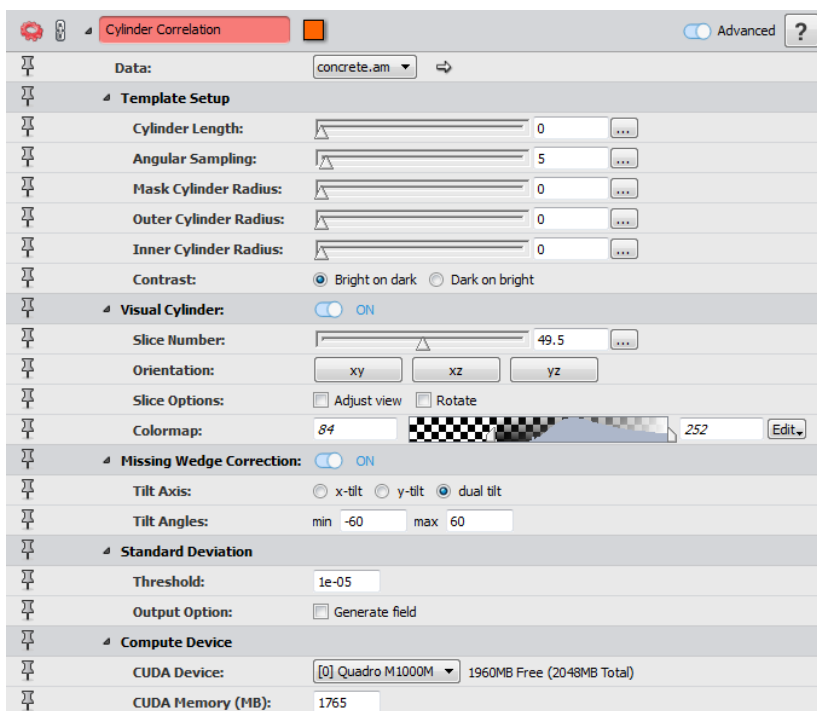 Cylinder Correlation Advanced ?
Data: concrete.am
Template Setup
Cylinder Length: 0 ...
Angular Sampling: 5 ...
Mask Cylinder Radius: 0 ...
Outer Cylinder Radius: 0 ...
Inner Cylinder Radius: 0 ...
Contrast: Bright on dark Dark on bright
Visual Cylinder: ON
Slice Number: 49.5 ...
Orientation: xy xz yz
Slice Options: Adjust view Rotate
Colormap: 84 252 Edit
Missing Wedge Correction: ON
Tilt Axis: x-tilt y-tilt dual tilt
Tilt Angles: min -60 max 60
Standard Deviation
Threshold: 1e-05
Output Option: Generate field
Compute Device
CUDA Device: [0] Quadro M1000M 1960MB Free (2048MB Total)
CUDA Memory (MB): 1765